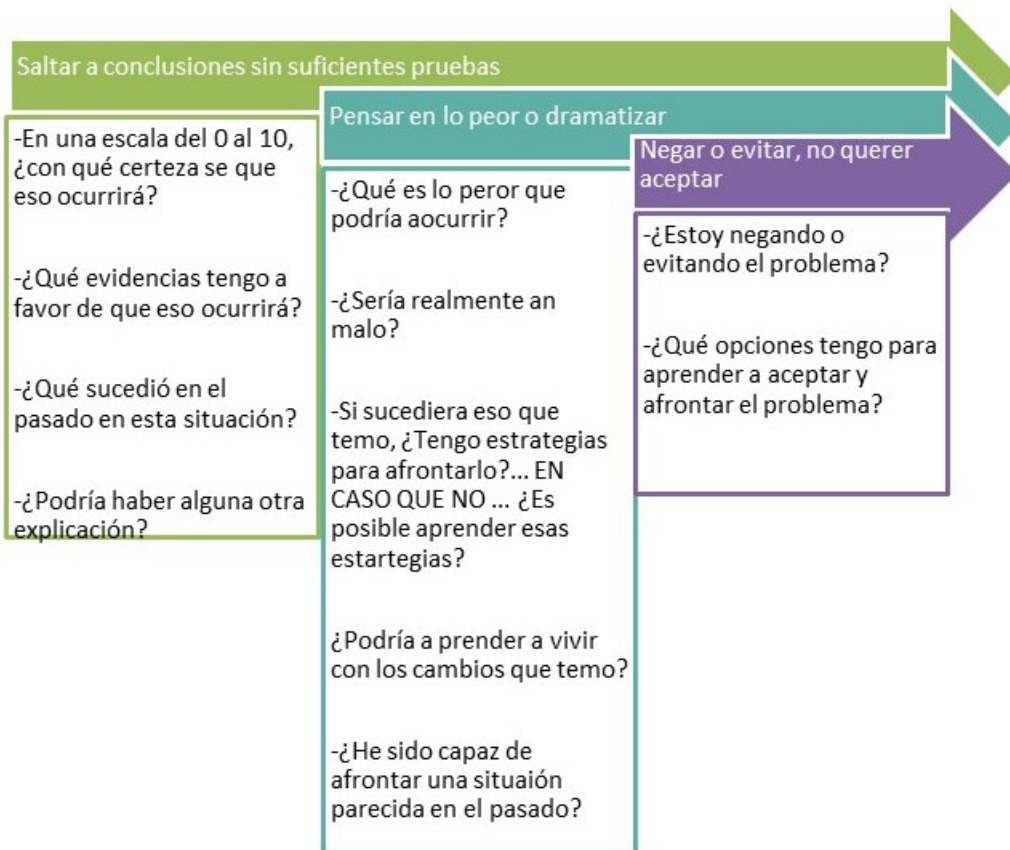 Saltar a conclusiones sin suficientes pruebas
-En una escala del 0 al 10,
¿con qué certeza se que
eso ocurrirá?
-¿Qué evidencias tengo a
favor de que eso ocurrirá?
-¿Qué sucedió en el
pasado en esta situación?
-¿Podría haber alguna otra
explicación?
Pensar en lo peor o dramatizar
-¿Qué es lo peror que
podría aocurrir?
-¿Sería realmente an
malo?
-Si sucediera eso que
temo, ¿Tengo estrategias
para afrontarlo?... EN
CASO QUE NO ... ¿Es
posible aprender esas
estartegias?
¿Podría a prender a vivir
con los cambios que temo?
-¿He sido capaz de
afrontar una situaión
parecida en el pasado?
Negar o evitar, no querer
aceptar
-¿Estoy negando o
evitando el problema?
-¿Qué opciones tengo para
aprender a aceptar y
afrontar el problema?